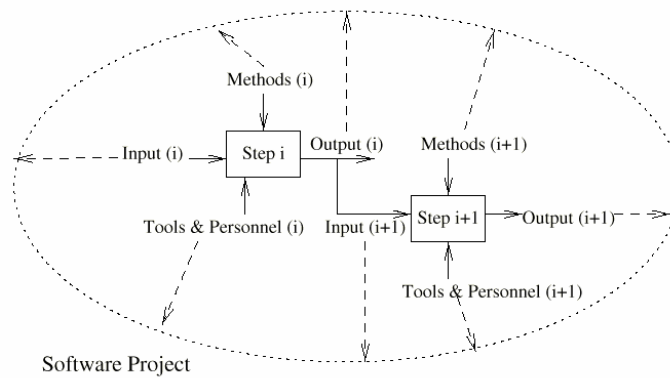 Methods (i)
Input (i)
Step i
Output (i)
Methods (i+1)
Tools & Personnel (i)
Input (i+1)
Step i+1
Output (i+1)
Tools & Personnel (i+1)
Software Project